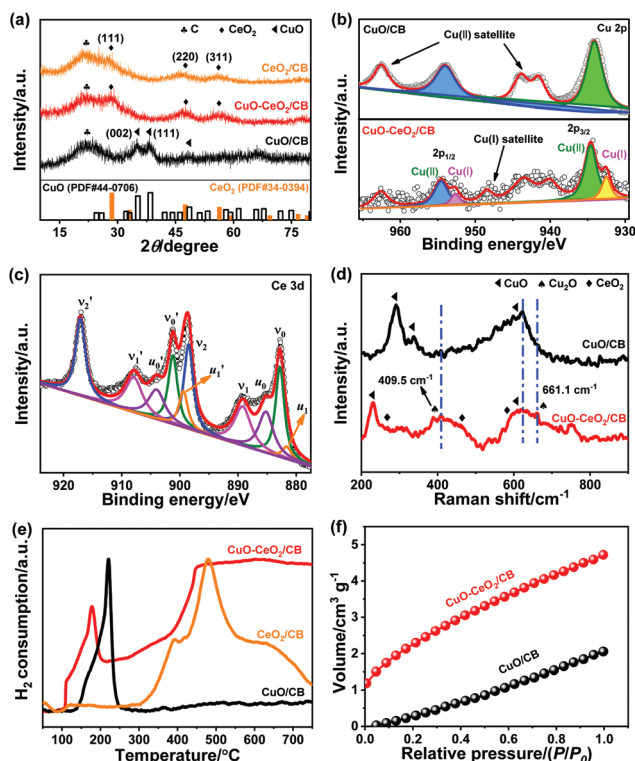 (a)
♣ C ♦ CeO₂ ◀ CuO
(111)
(220) (311)
CeO₂/CB
CuO-CeO₂/CB
(002) (111)
CuO/CB
CuO (PDF#44-0706) CeO₂ (PDF#34-0394)
15 30 45 60 75
2θ/degree
Intensity/a.u.
(b)
CuO/CB Cu(II) satellite Cu 2p
CuO-CeO₂/CB
Cu(I) satellite
2p₁/₂ 2p₃/₂
Cu(II) Cu(I) Cu(II) Cu(I)
960 950 940 930
Binding energy/eV
Intensity/a.u.
(c)
Ce 3d
ν₂' ν₀' ν₀
ν₁' u₀' ν₂ u₁' ν₁ u₀ u₁
920 910 900 890 880
Binding energy/eV
Intensity/a.u.
(d)
◀ CuO ♠ Cu₂O ♦ CeO₂
CuO/CB
409.5 cm⁻¹ 661.1 cm⁻¹
CuO-CeO₂/CB
200 400 600 800
Raman shift/cm⁻¹
Intensity/a.u.
(e)
CuO-CeO₂/CB
CeO₂/CB
CuO/CB
100 200 300 400 500 600 700
Temperature/°C
H₂ consumption/a.u.
(f)
CuO-CeO₂/CB
CuO/CB
0 1 2 3 4 5 6
0.0 0.2 0.4 0.6 0.8 1.0
Relative pressure/(P/P₀)
Volume/cm³ g⁻¹